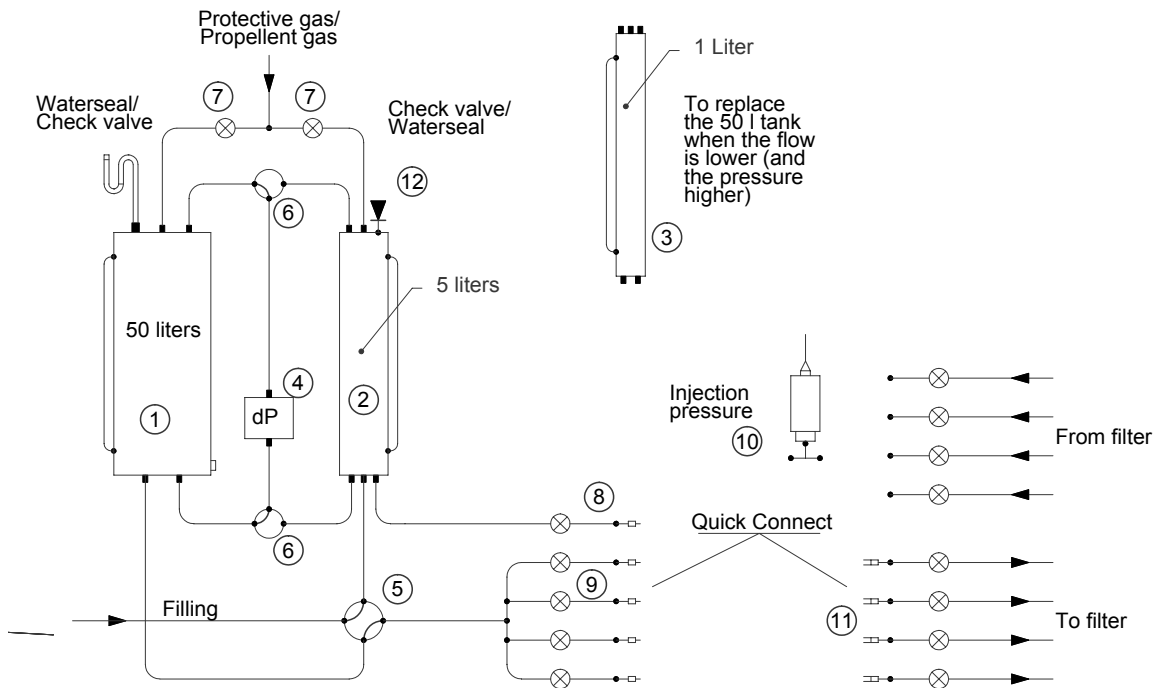 Protective gas/
Propellent gas
7
7
Waterseal/
Check valve
Check valve/
Waterseal
12
6
1 Liter
To replace
the 50 l tank
when the flow
is lower (and
the pressure
higher)
3
5 liters
50 liters
4
dP
1
2
Injection
pressure
10
From filter
8
Quick Connect
6
5
9
Filling
11
To filter